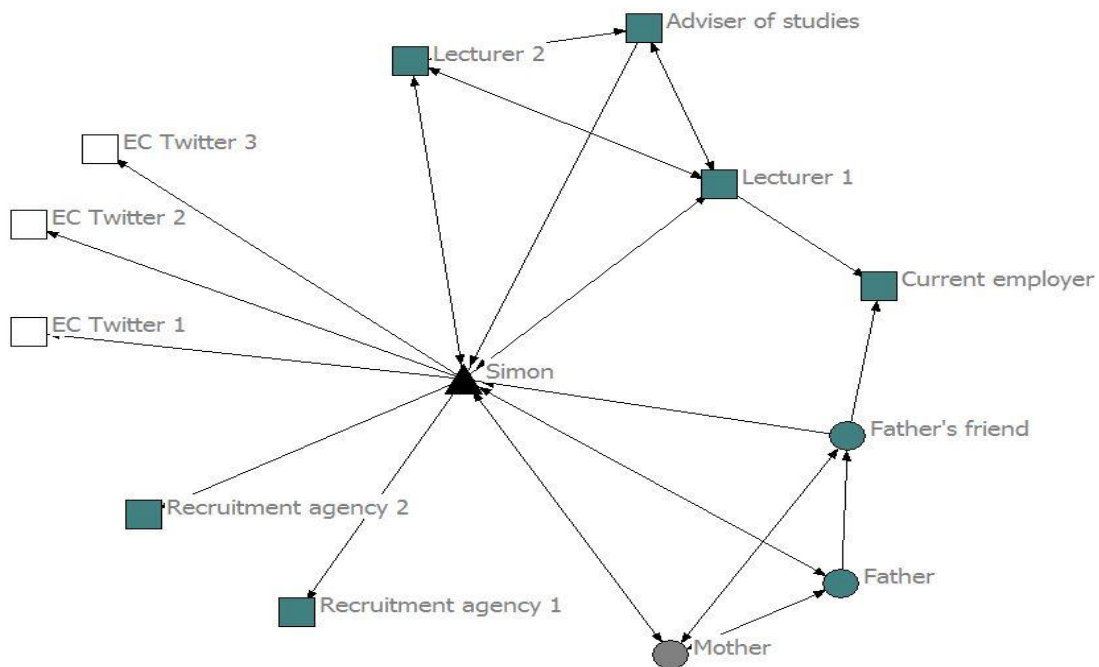 Adviser of studies
Lecturer 2
EC Twitter 3
Lecturer 1
EC Twitter 2
Current employer
EC Twitter 1
Simon
Father's friend
Recruitment agency 2
Father
Recruitment agency 1
Mother